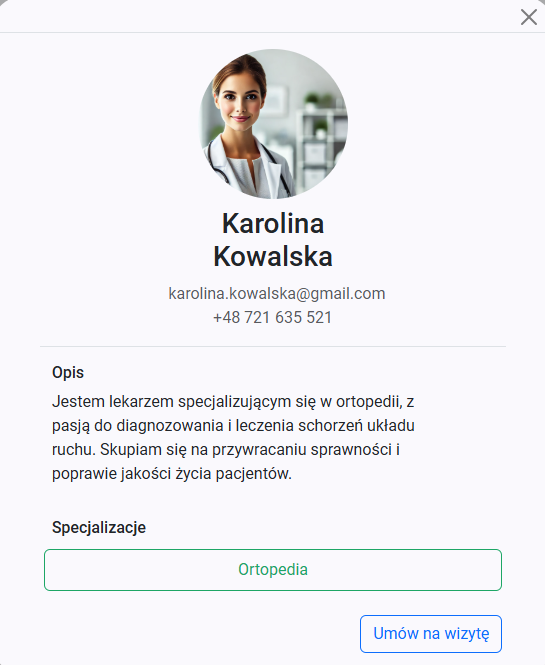 Karolina
Kowalska
karolina.kowalska@gmail.com
+48 721 635 521
Opis
Jestem lekarzem specjalizującym się w ortopedii, z
pasją do diagnozowania i leczenia schorzeń układu
ruchu. Skupiam się na przywracaniu sprawności i
poprawie jakości życia pacjentów.
Specjalizacje
Ortopedia
Umów na wizytę